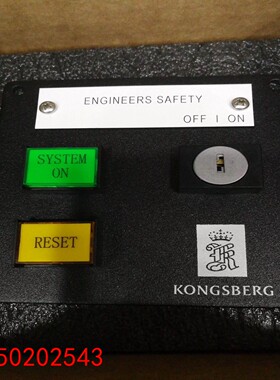 ENGINEERS SAFETY
OFF I ON
SYSTEM
ON
RESET
KONGSBERG
50202543